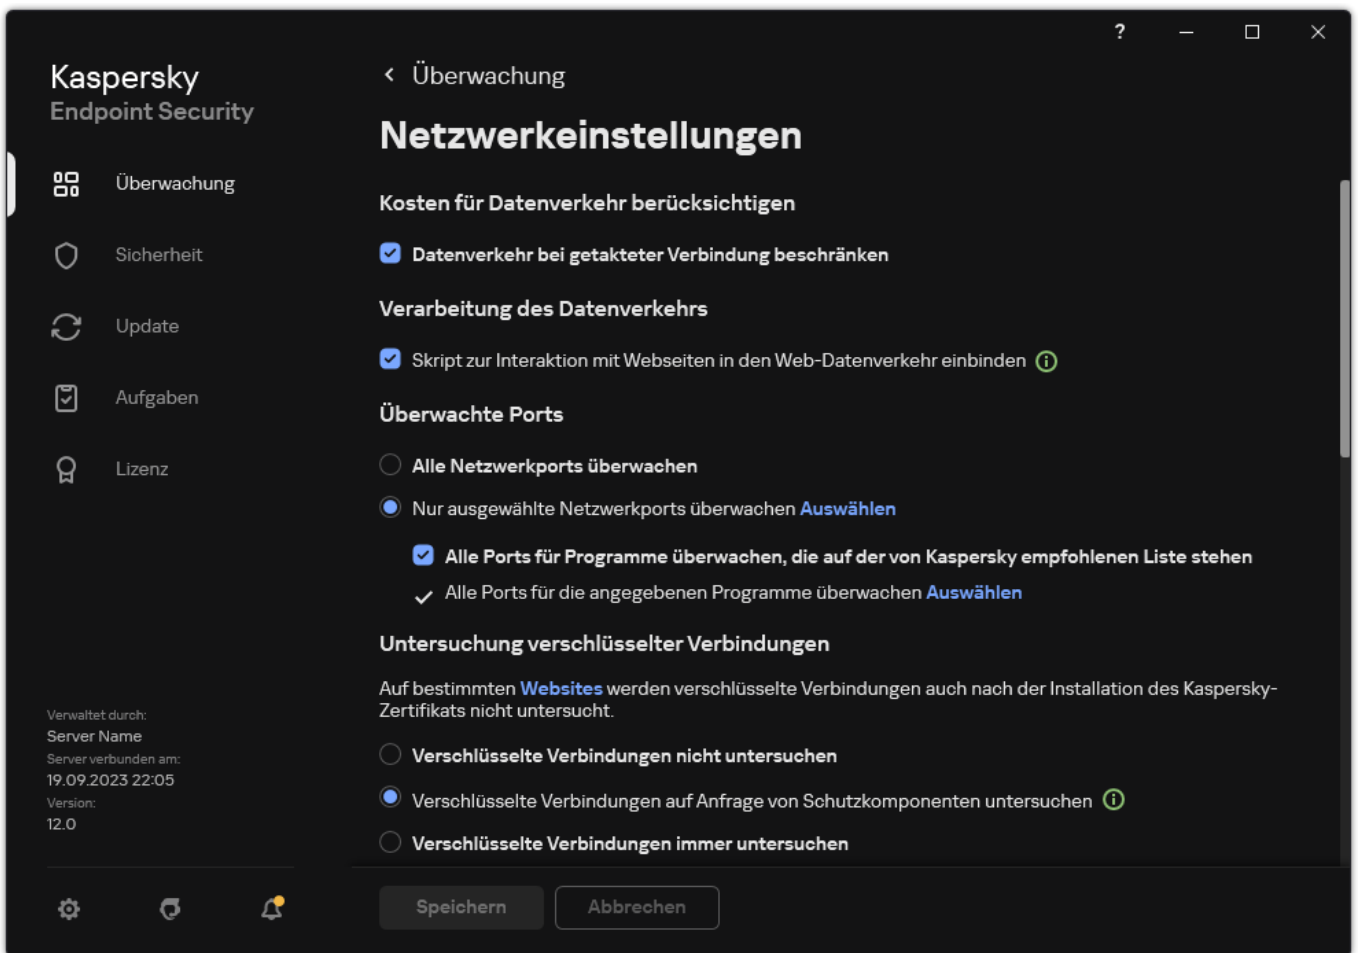 ?
Kaspersky
Endpoint Security
Überwachung
Sicherheit
Update
Aufgaben
Lizenz
Verwaltet durch:
Server Name
Server verbunden am:
19.09.2023 22:05
Version:
12.0
Überwachung
Netzwerkeinstellungen
Kosten für Datenverkehr berücksichtigen
Datenverkehr bei getakteter Verbindung beschränken
Verarbeitung des Datenverkehrs
Skript zur Interaktion mit Webseiten in den Web-Datenverkehr einbinden
Überwachte Ports
Alle Netzwerkports überwachen
Nur ausgewählte Netzwerkports überwachen Auswählen
Alle Ports für Programme überwachen, die auf der von Kaspersky empfohlenen Liste stehen
Alle Ports für die angegebenen Programme überwachen Auswählen
Untersuchung verschlüsselter Verbindungen
Auf bestimmten Websites werden verschlüsselte Verbindungen auch nach der Installation des Kaspersky-
Zertifikats nicht untersucht.
Verschlüsselte Verbindungen nicht untersuchen
Verschlüsselte Verbindungen auf Anfrage von Schutzkomponenten untersuchen
Verschlüsselte Verbindungen immer untersuchen
Speichern
Abbrechen